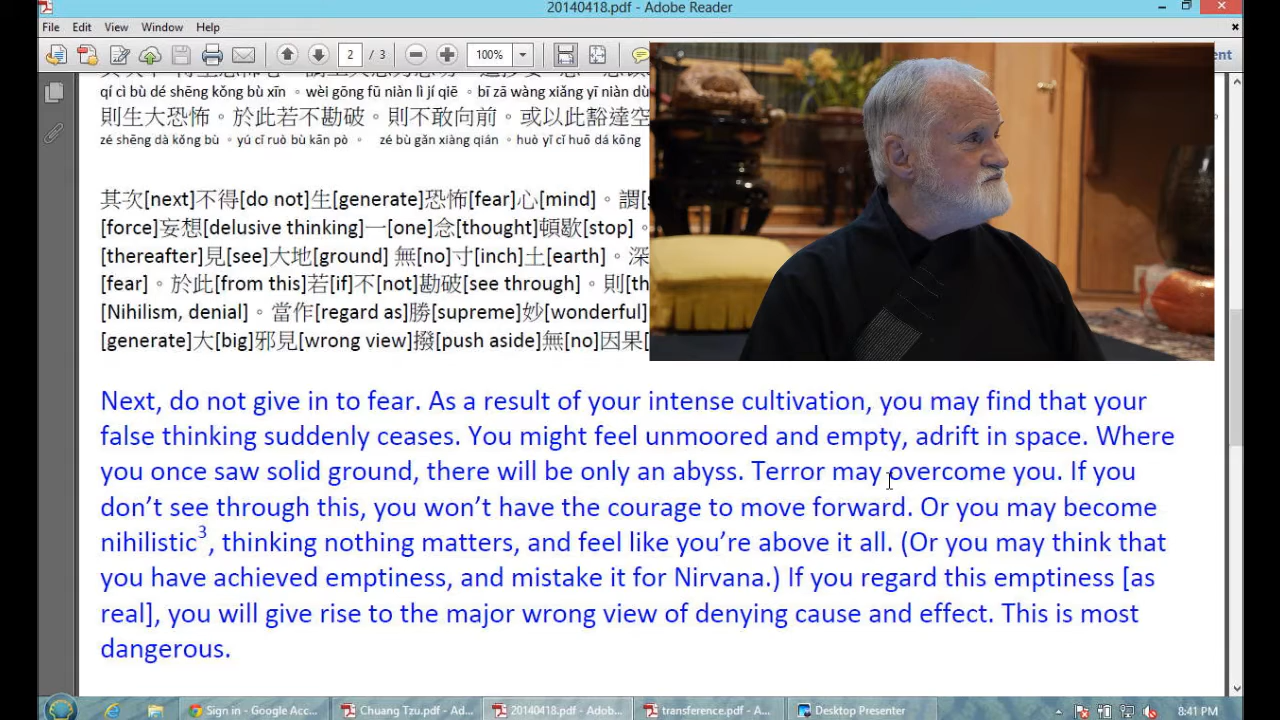 20140418.pdf - Adobe Reader
File Edit View Window Help
2 / 3 100% ent
qí cì bù dé shēng kǒng bù xīn 。wèi gōng fū niàn lì jí qiē 。bī zā wàng xiǎng yī niàn dù
則生大恐怖。於此若不勘破。則不敢向前。或以此豁達空
zé shēng dà kǒng bù 。yú cǐ ruò bù kān pò 。 zé bù gǎn xiàng qián 。huò yǐ cǐ huō dá kōng
其次[next]不得[do not]生[generate]恐怖[fear]心[mind]。謂[
[force]妄想[delusive thinking]一[one]念[thought]頓歇[stop]。
[thereafter]見[see]大地[ground] 無[no]寸[inch]土[earth]。深
[fear]。於此[from this]若[if]不[not]勘破[see through]。則[th
[Nihilism, denial]。當作[regard as]勝[supreme]妙[wonderful]
[generate]大[big]邪見[wrong view]撥[push aside]無[no]因果[
Next, do not give in to fear. As a result of your intense cultivation, you may find that your
false thinking suddenly ceases. You might feel unmoored and empty, adrift in space. Where
you once saw solid ground, there will be only an abyss. Terror may overcome you. If you
don't see through this, you won't have the courage to move forward. Or you may become
nihilistic3, thinking nothing matters, and feel like you're above it all. (Or you may think that
you have achieved emptiness, and mistake it for Nirvana.) If you regard this emptiness [as
real], you will give rise to the major wrong view of denying cause and effect. This is most
dangerous.
Sign in - Google Acc... Chuang Tzu.pdf - Ad... 20140418.pdf - Adob... transference.pdf - A... Desktop Presenter 8:41 PM